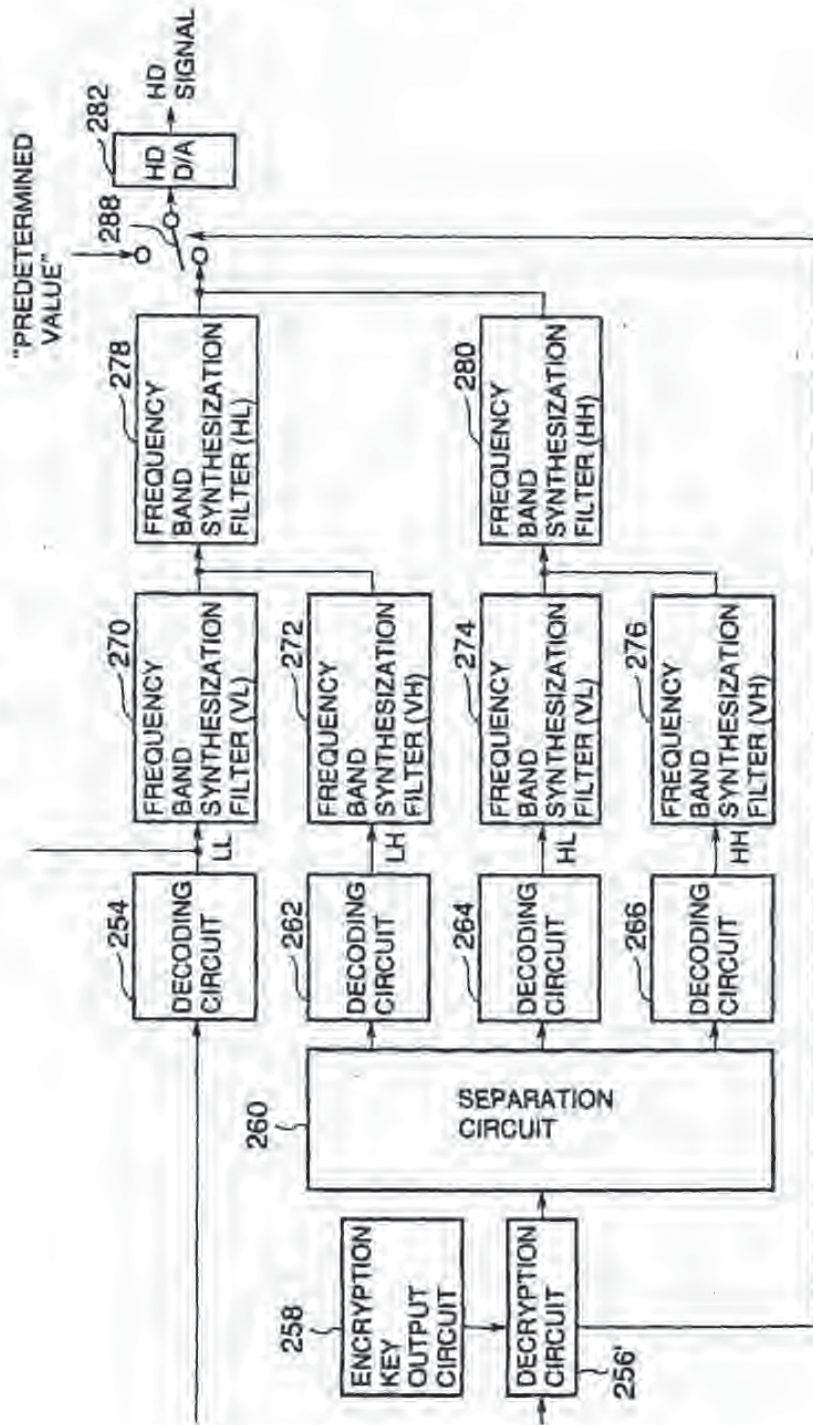 "PREDETERMINED
VALUE"
288
282
HD
D/A
HD
SIGNAL
278
FREQUENCY
BAND
SYNTHESIZATION
FILTER (HL)
280
FREQUENCY
BAND
SYNTHESIZATION
FILTER (HH)
270
FREQUENCY
BAND
SYNTHESIZATION
FILTER (VL)
272
FREQUENCY
BAND
SYNTHESIZATION
FILTER (VH)
274
FREQUENCY
BAND
SYNTHESIZATION
FILTER (VL)
276
FREQUENCY
BAND
SYNTHESIZATION
FILTER (VH)
LL
LH
HL
HH
254
DECODING
CIRCUIT
262
DECODING
CIRCUIT
264
DECODING
CIRCUIT
266
DECODING
CIRCUIT
260
SEPARATION
CIRCUIT
258
ENCRYPTION
KEY
OUTPUT
CIRCUIT
DECRYPTION
CIRCUIT
256'